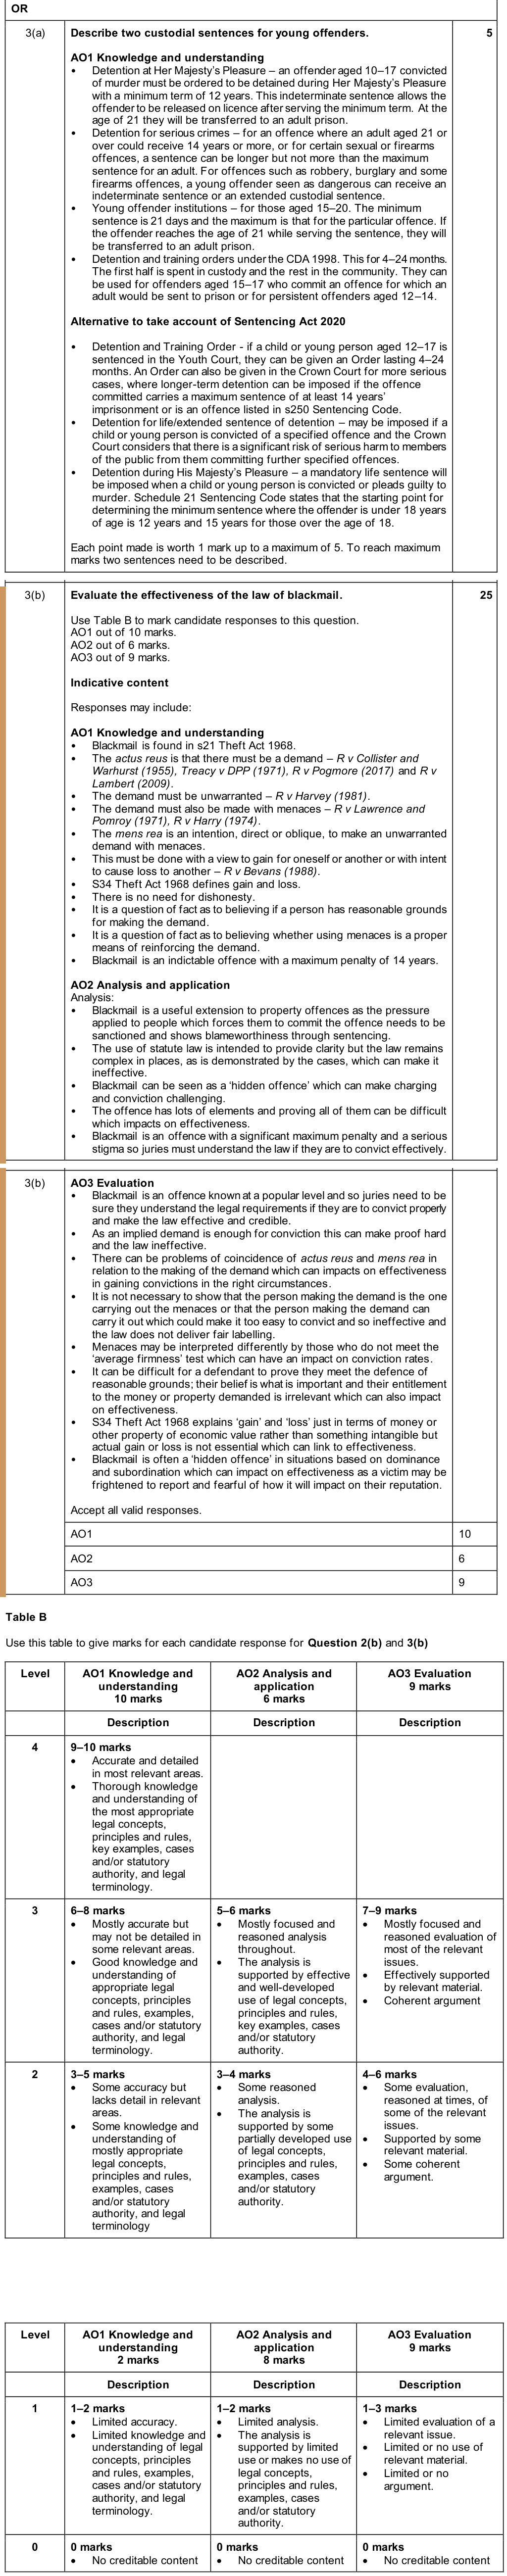 OR
3(a)
Describe two custodial sentences for young offenders.
5
AO1 Knowledge and understanding
• Detention at Her Majesty's Pleasure – an offender aged 10–17 convicted
of murder must be ordered to be detained during Her Majesty's Pleasure
with a minimum term of 12 years. This indeterminate sentence allows the
offender to be released on licence after serving the minimum term. At the
age of 21 they will be transferred to an adult prison.
• Detention for serious crimes – for an offence where an adult aged 21 or
over could receive 14 years or more, or for certain sexual or firearms
offences, a sentence can be longer but not more than the maximum
sentence for an adult. For offences such as robbery, burglary and some
firearms offences, a young offender seen as dangerous can receive an
indeterminate sentence or an extended custodial sentence.
• Young offender institutions – for those aged 15–20. The minimum
sentence is 21 days and the maximum is that for the particular offence. If
the offender reaches the age of 21 while serving the sentence, they will
be transferred to an adult prison.
• Detention and training orders under the CDA 1998. This for 4–24 months.
The first half is spent in custody and the rest in the community. They can
be used for offenders aged 15–17 who commit an offence for which an
adult would be sent to prison or for persistent offenders aged 12–14.
Alternative to take account of Sentencing Act 2020
• Detention and Training Order - if a child or young person aged 12–17 is
sentenced in the Youth Court, they can be given an Order lasting 4–24
months. An Order can also be given in the Crown Court for more serious
cases, where longer-term detention can be imposed if the offence
committed carries a maximum sentence of at least 14 years'
imprisonment or is an offence listed in s250 Sentencing Code.
• Detention for life/extended sentence of detention – may be imposed if a
child or young person is convicted of a specified offence and the Crown
Court considers that there is a significant risk of serious harm to members
of the public from them committing further specified offences.
• Detention during His Majesty's Pleasure – a mandatory life sentence will
be imposed when a child or young person is convicted or pleads guilty to
murder. Schedule 21 Sentencing Code states that the starting point for
determining the minimum sentence where the offender is under 18 years
of age is 12 years and 15 years for those over the age of 18.
Each point made is worth 1 mark up to a maximum of 5. To reach maximum
marks two sentences need to be described.
3(b)
Evaluate the effectiveness of the law of blackmail.
25
Use Table B to mark candidate responses to this question.
AO1 out of 10 marks.
AO2 out of 6 marks.
AO3 out of 9 marks.
Indicative content
Responses may include:
AO1 Knowledge and understanding
• Blackmail is found in s21 Theft Act 1968.
• The actus reus is that there must be a demand – R v Collister and
Warhurst (1955), Treacy v DPP (1971), R v Pogmore (2017) and R v
Lambert (2009).
• The demand must be unwarranted – R v Harvey (1981).
• The demand must also be made with menaces – R v Lawrence and
Pomroy (1971), R v Harry (1974).
• The mens rea is an intention, direct or oblique, to make an unwarranted
demand with menaces.
• This must be done with a view to gain for oneself or another or with intent
to cause loss to another – R v Bevans (1988).
• S34 Theft Act 1968 defines gain and loss.
• There is no need for dishonesty.
• It is a question of fact as to believing if a person has reasonable grounds
for making the demand.
• It is a question of fact as to believing whether using menaces is a proper
means of reinforcing the demand.
• Blackmail is an indictable offence with a maximum penalty of 14 years.
AO2 Analysis and application
Analysis:
• Blackmail is a useful extension to property offences as the pressure
applied to people which forces them to commit the offence needs to be
sanctioned and shows blameworthiness through sentencing.
• The use of statute law is intended to provide clarity but the law remains
complex in places, as is demonstrated by the cases, which can make it
ineffective.
• Blackmail can be seen as a 'hidden offence' which can make charging
and conviction challenging.
• The offence has lots of elements and proving all of them can be difficult
which impacts on effectiveness.
• Blackmail is an offence with a significant maximum penalty and a serious
stigma so juries must understand the law if they are to convict effectively.
3(b)
AO3 Evaluation
• Blackmail is an offence known at a popular level and so juries need to be
sure they understand the legal requirements if they are to convict properly
and make the law effective and credible.
• As an implied demand is enough for conviction this can make proof hard
and the law ineffective.
• There can be problems of coincidence of actus reus and mens rea in
relation to the making of the demand which can impacts on effectiveness
in gaining convictions in the right circumstances.
• It is not necessary to show that the person making the demand is the one
carrying out the menaces or that the person making the demand can
carry it out which could make it too easy to convict and so ineffective and
the law does not deliver fair labelling.
• Menaces may be interpreted differently by those who do not meet the
'average firmness' test which can have an impact on conviction rates.
• It can be difficult for a defendant to prove they meet the defence of
reasonable grounds; their belief is what is important and their entitlement
to the money or property demanded is irrelevant which can also impact
on effectiveness.
• S34 Theft Act 1968 explains 'gain' and 'loss' just in terms of money or
other property of economic value rather than something intangible but
actual gain or loss is not essential which can link to effectiveness.
• Blackmail is often a 'hidden offence' in situations based on dominance
and subordination which can impact on effectiveness as a victim may be
frightened to report and fearful of how it will impact on their reputation.
Accept all valid responses.
AO1 10
AO2 6
AO3 9
Table B
Use this table to give marks for each candidate response for Question 2(b) and 3(b)
Level
AO1 Knowledge and
understanding
10 marks
AO2 Analysis and
application
6 marks
AO3 Evaluation
9 marks
Description Description Description
4
9–10 marks
• Accurate and detailed
in most relevant areas.
• Thorough knowledge
and understanding of
the most appropriate
legal concepts,
principles and rules,
key examples, cases
and/or statutory
authority, and legal
terminology.
3
6–8 marks
• Mostly accurate but
may not be detailed in
some relevant areas.
• Good knowledge and
understanding of
appropriate legal
concepts, principles
and rules, examples,
cases and/or statutory
authority, and legal
terminology.
5–6 marks
• Mostly focused and
reasoned analysis
throughout.
• The analysis is
supported by effective
and well-developed
use of legal concepts,
principles and rules,
key examples, cases
and/or statutory
authority.
7–9 marks
• Mostly focused and
reasoned evaluation of
most of the relevant
issues.
• Effectively supported
by relevant material.
• Coherent argument
2
3–5 marks
• Some accuracy but
lacks detail in relevant
areas.
• Some knowledge and
understanding of
mostly appropriate
legal concepts,
principles and rules,
examples, cases
and/or statutory
authority, and legal
terminology
3–4 marks
• Some reasoned
analysis.
• The analysis is
supported by some
partially developed use
of legal concepts,
principles and rules,
examples, cases
and/or statutory
authority.
4–6 marks
• Some evaluation,
reasoned at times, of
some of the relevant
issues.
• Supported by some
relevant material.
• Some coherent
argument.
Level
AO1 Knowledge and
understanding
2 marks
AO2 Analysis and
application
8 marks
AO3 Evaluation
9 marks
Description Description Description
1
1–2 marks
• Limited accuracy.
• Limited knowledge and
understanding of legal
concepts, principles
and rules, examples,
cases and/or statutory
authority, and legal
terminology.
1–2 marks
• Limited analysis.
• The analysis is
supported by limited
use or makes no use of
legal concepts,
principles and rules,
examples, cases
and/or statutory
authority.
1–3 marks
• Limited evaluation of a
relevant issue.
• Limited or no use of
relevant material.
• Limited or no
argument.
0
0 marks
• No creditable content
0 marks
• No creditable content
0 marks
• No creditable content